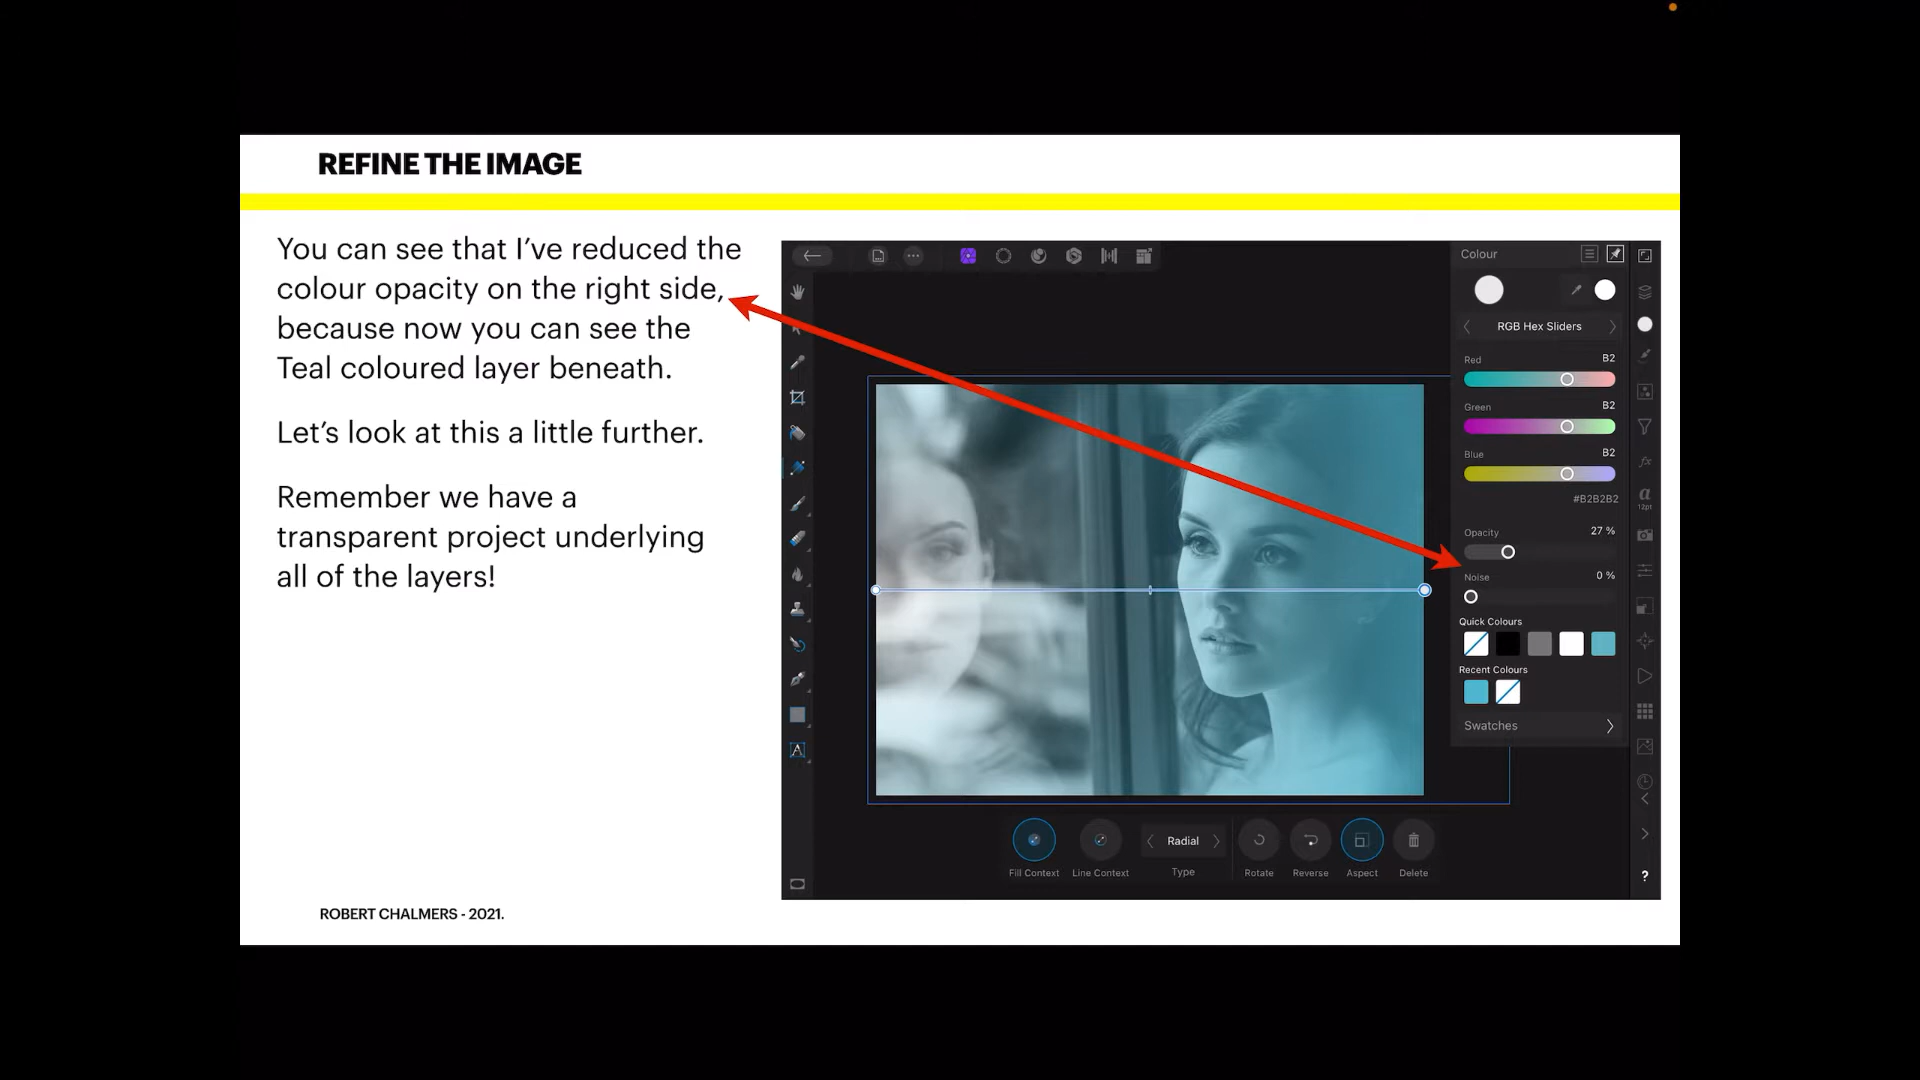 REFINE THE IMAGE
You can see that I've reduced the
colour opacity on the right side,
because now you can see the
Teal coloured layer beneath.
Let's look at this a little further.
Remember we have a
transparent project underlying
all of the layers!
ROBERT CHALMERS - 2021.
Colour
RGB Hex Sliders
Red B2
Green B2
Blue B2
#B2B2B2
Opacity 27 %
Noise 0 %
Quick Colours
Recent Colours
Swatches
fx
a
12pt
A
Radial
Fill Context Line Context Type Rotate Reverse Aspect Delete
?